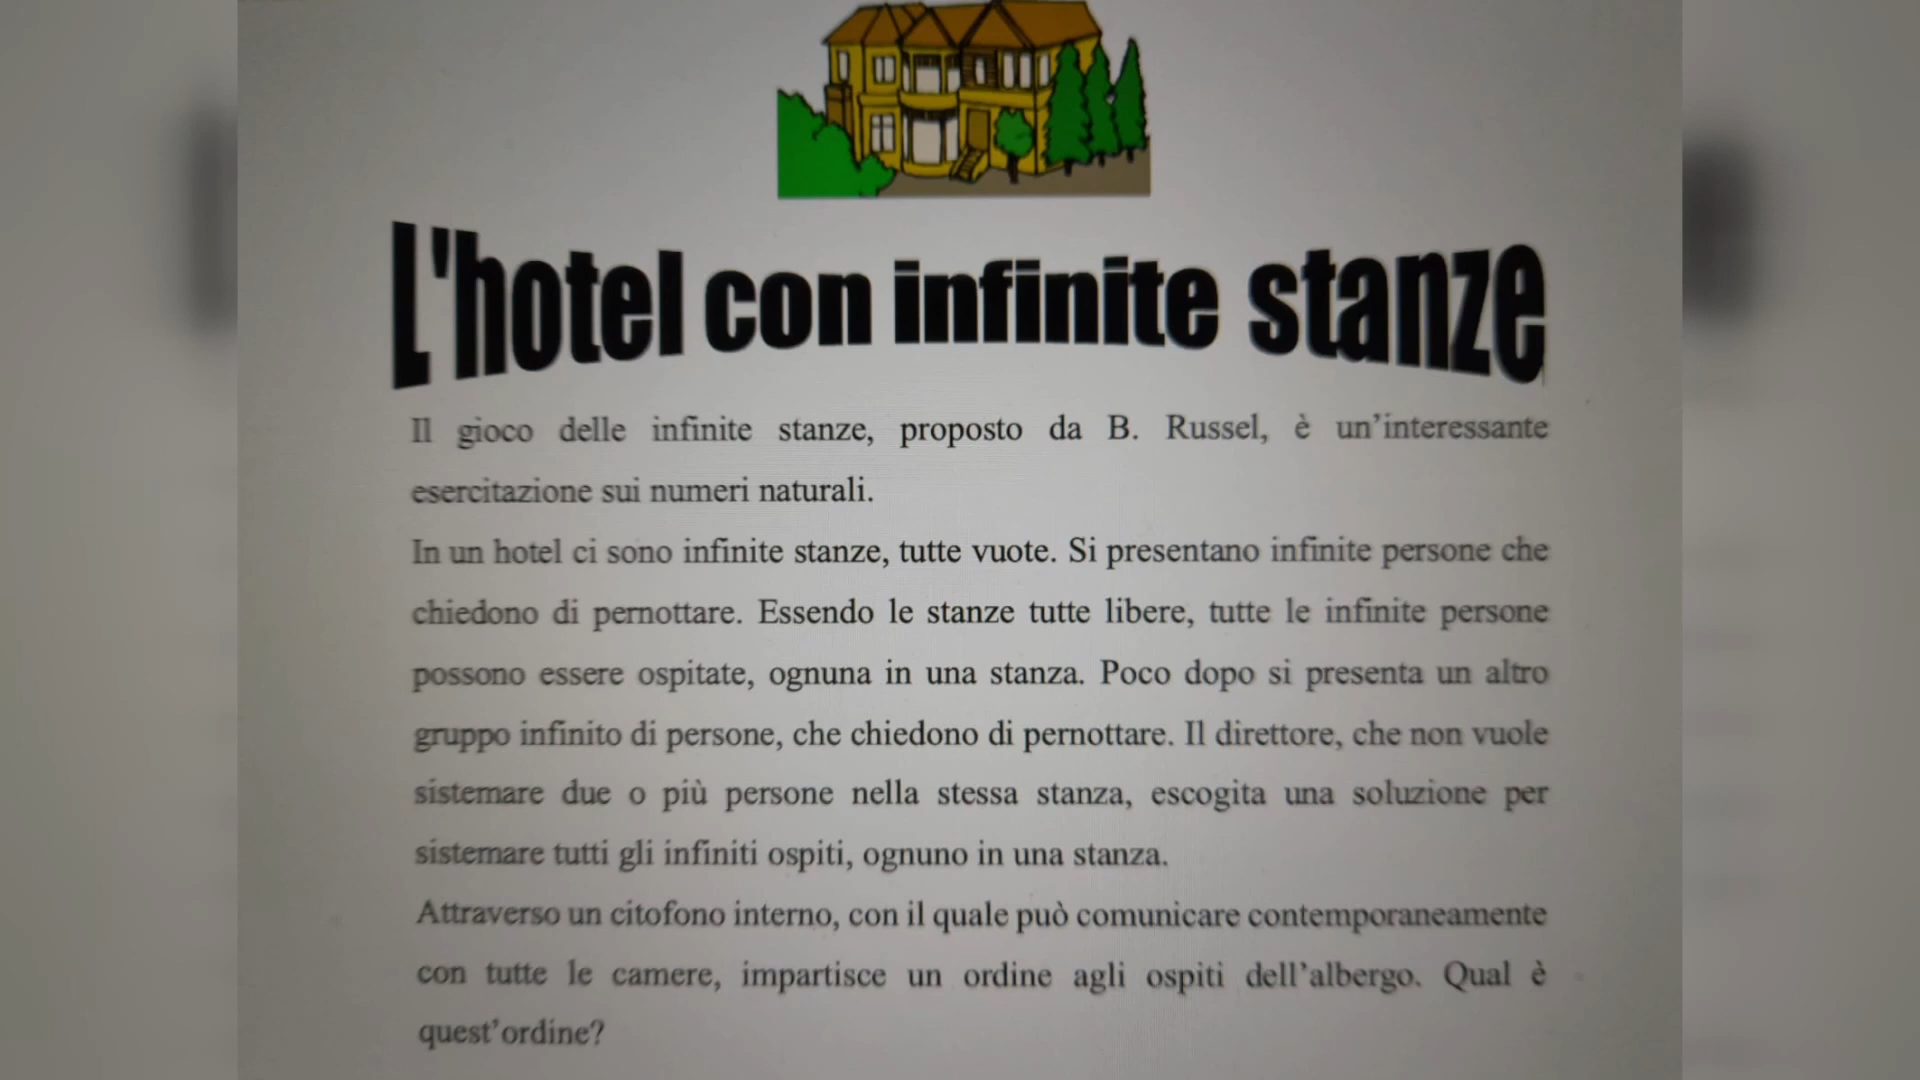 L'hotel con infinite stanze
Il gioco delle infinite stanze, proposto da B. Russel, è un'interessante
esercitazione sui numeri naturali.
In un hotel ci sono infinite stanze, tutte vuote. Si presentano infinite persone che
chiedono di pernottare. Essendo le stanze tutte libere, tutte le infinite persone
possono essere ospitate, ognuna in una stanza. Poco dopo si presenta un altro
gruppo infinito di persone, che chiedono di pernottare. Il direttore, che non vuole
sistemare due o più persone nella stessa stanza, escogita una soluzione per
sistemare tutti gli infiniti ospiti, ognuno in una stanza.
Attraverso un citofono interno, con il quale può comunicare contemporaneamente
con tutte le camere, impartisce un ordine agli ospiti dell'albergo. Qual è
quest'ordine?